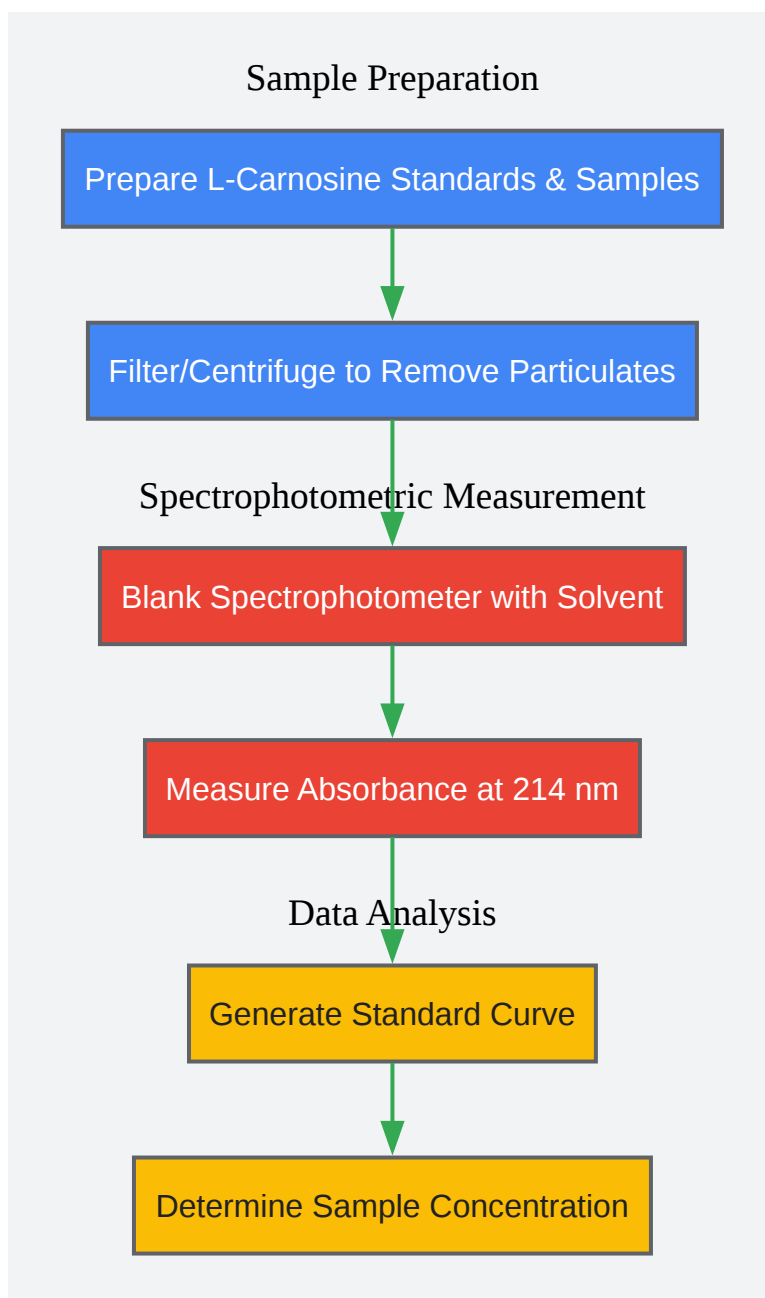 Sample Preparation
Prepare L-Carnosine Standards & Samples
Filter/Centrifuge to Remove Particulates
Spectrophotometric Measurement
Blank Spectrophotometer with Solvent
Measure Absorbance at 214 nm
Data Analysis
Generate Standard Curve
Determine Sample Concentration